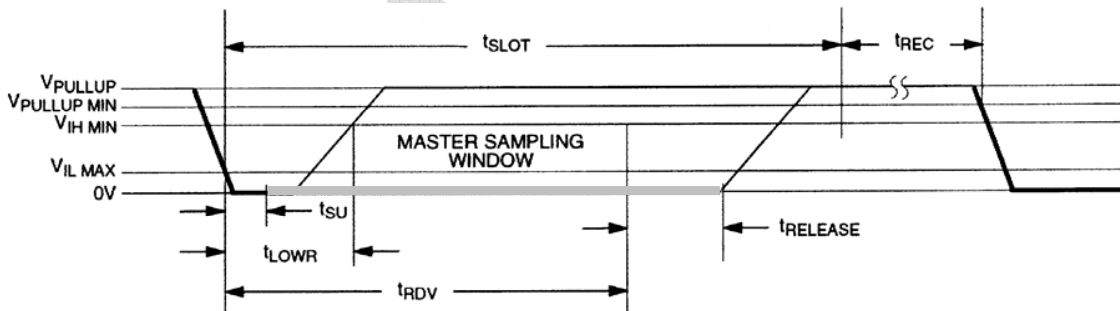 tSLOT
tREC
VPULLUP
VPULLUP MIN
VIH MIN
MASTER SAMPLING
WINDOW
VIL MAX
0V
tSU
tRELEASE
tLOWR
tRDV